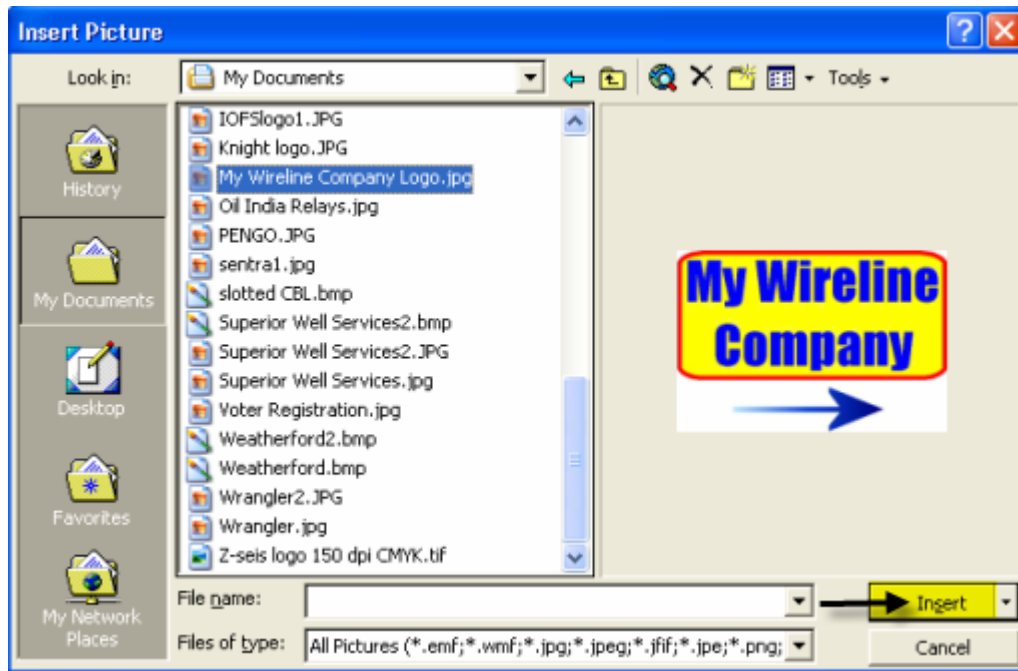 Insert Picture
Look in:
My Documents
Tools
History
My Documents
Desktop
Favorites
My Network
Places
IOFSlogo1.JPG
Knight logo.JPG
My Wireline Company Logo.jpg
Oil India Relays.jpg
PENGO.JPG
sentra1.jpg
slotted CBL.bmp
Superior Well Services2.bmp
Superior Well Services2.JPG
Superior Well Services.jpg
Voter Registration.jpg
Weatherford2.bmp
Weatherford.bmp
Wrangler2.JPG
Wrangler.jpg
Z-seis logo 150 dpi CMYK.tif
My Wireline
Company
File name:
Insert
Files of type:
All Pictures (*.emf;*.wmf;*.jpg;*.jpeg;*.jfif;*.jpe;*.png;
Cancel